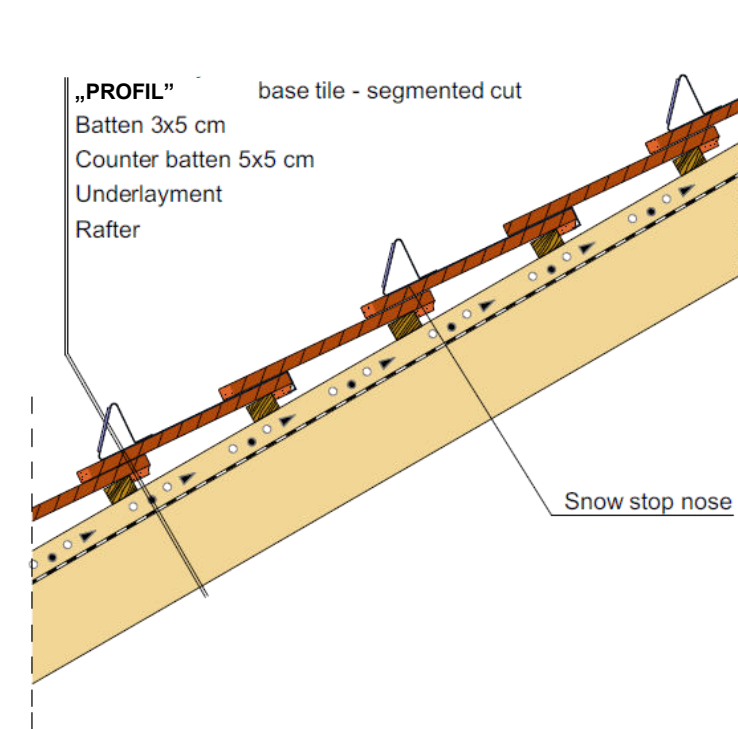 „PROFIL” base tile - segmented cut
Batten 3x5 cm
Counter batten 5x5 cm
Underlayment
Rafter
Snow stop nose